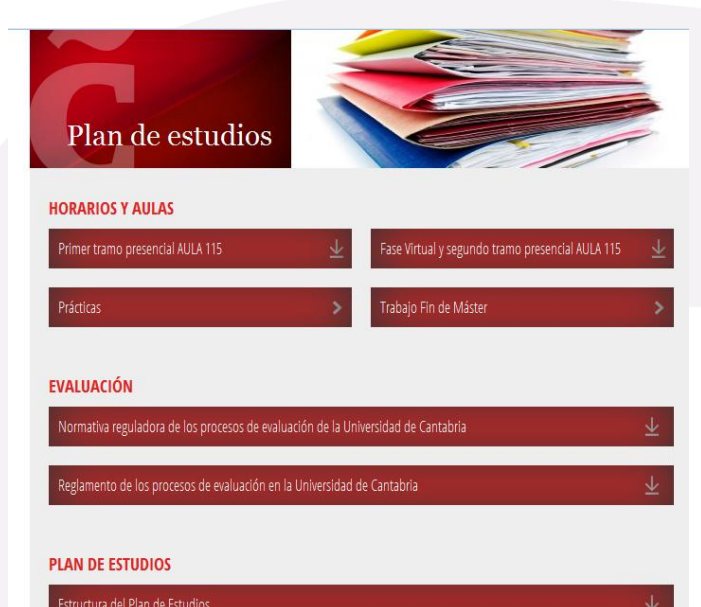 Plan de estudios
HORARIOS Y AULAS
Primer tramo presencial AULA 115
Fase Virtual y segundo tramo presencial AULA 115
Prácticas
Trabajo Fin de Máster
EVALUACIÓN
Normativa reguladora de los procesos de evaluación de la Universidad de Cantabria
Reglamento de los procesos de evaluación en la Universidad de Cantabria
PLAN DE ESTUDIOS
Estructura del Plan de Estudios